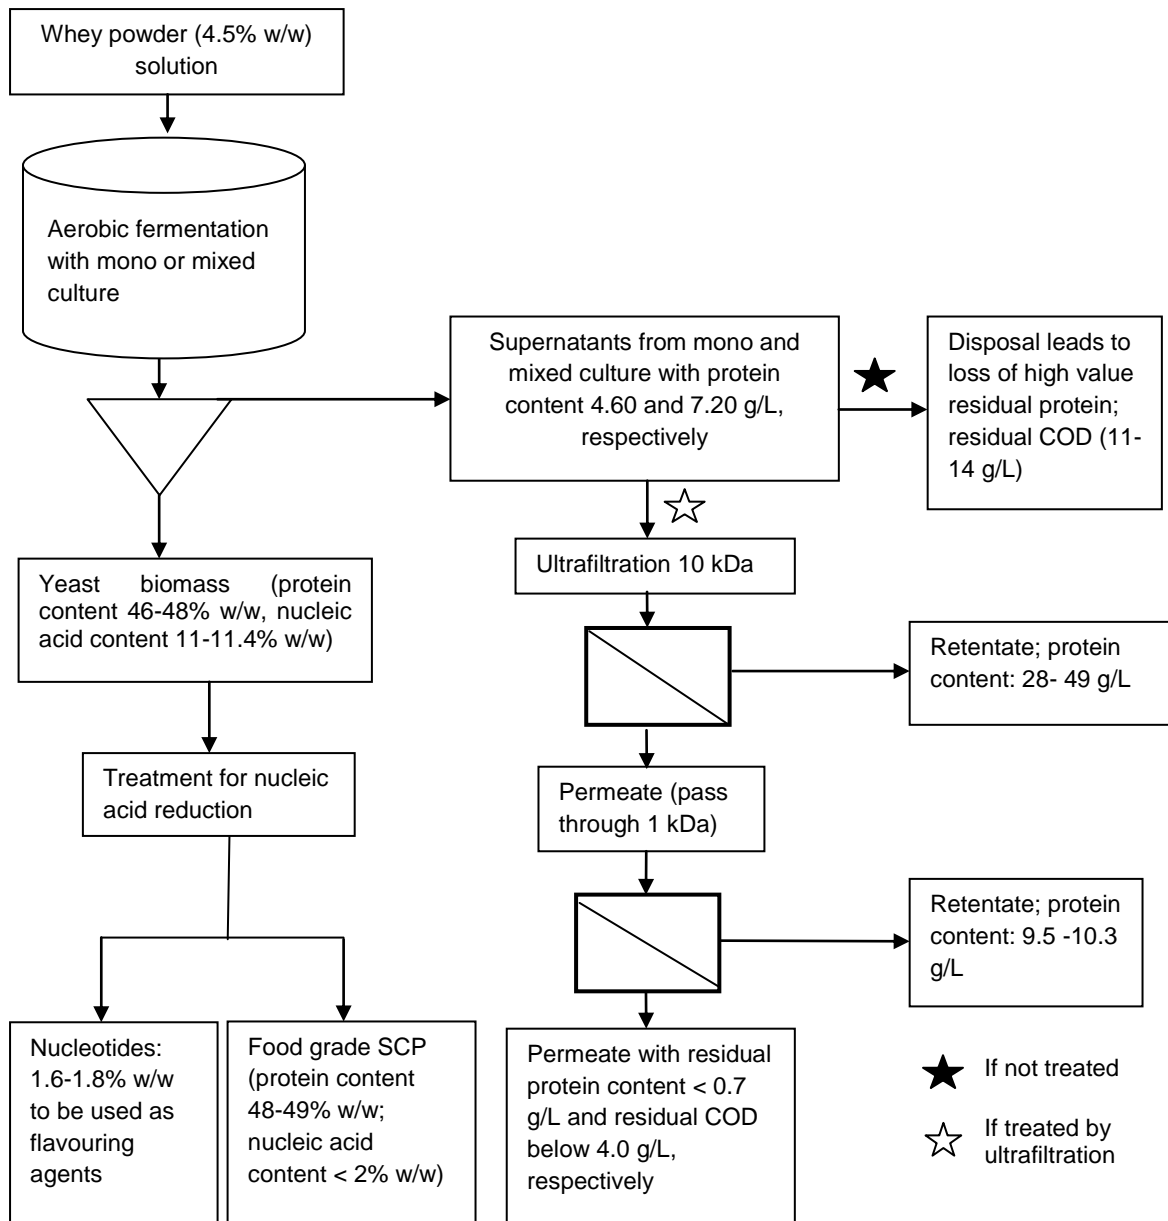 Whey powder (4.5% w/w)
solution
Aerobic fermentation
with mono or mixed
culture
Supernatants from mono and
mixed culture with protein
content 4.60 and 7.20 g/L,
respectively
Disposal leads to
loss of high value
residual protein;
residual COD (11-
14 g/L)
Ultrafiltration 10 kDa
Yeast biomass (protein
content 46-48% w/w, nucleic
acid content 11-11.4% w/w)
Retentate; protein
content: 28- 49 g/L
Treatment for nucleic
acid reduction
Permeate (pass
through 1 kDa)
Retentate; protein
content: 9.5 -10.3
g/L
Nucleotides:
1.6-1.8% w/w
to be used as
flavouring
agents
Food grade SCP
(protein content
48-49% w/w;
nucleic acid
content < 2% w/w)
Permeate with residual
protein content < 0.7
g/L and residual COD
below 4.0 g/L,
respectively
If not treated
If treated by
ultrafiltration